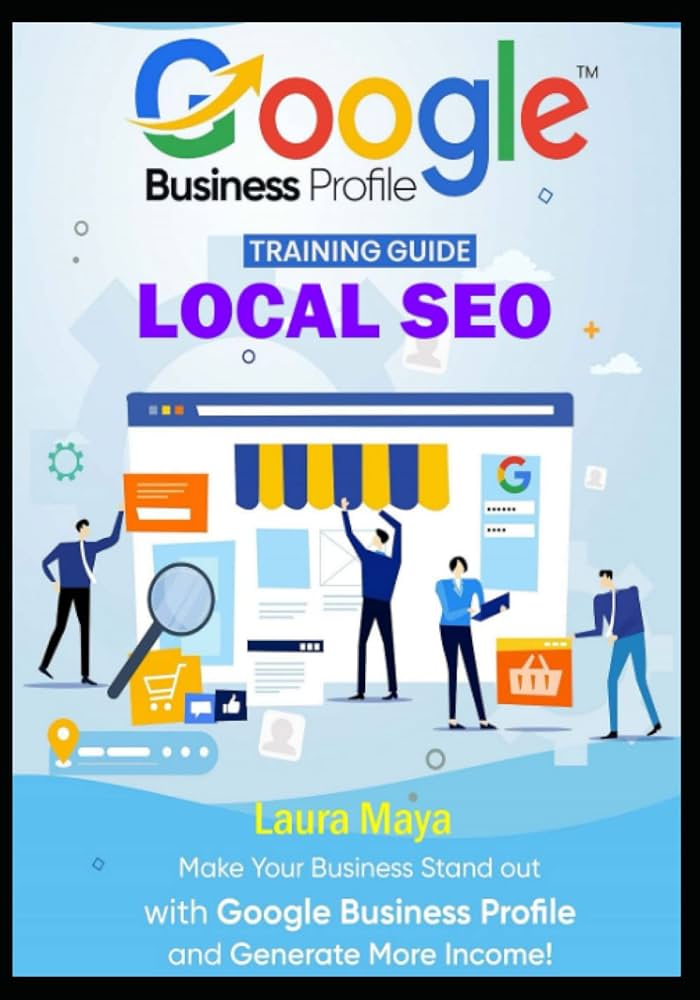 Google™
Business Profile
TRAINING GUIDE
LOCAL SEO
G
Laura Maya
Make Your Business Stand out
with Google Business Profile
and Generate More Income!